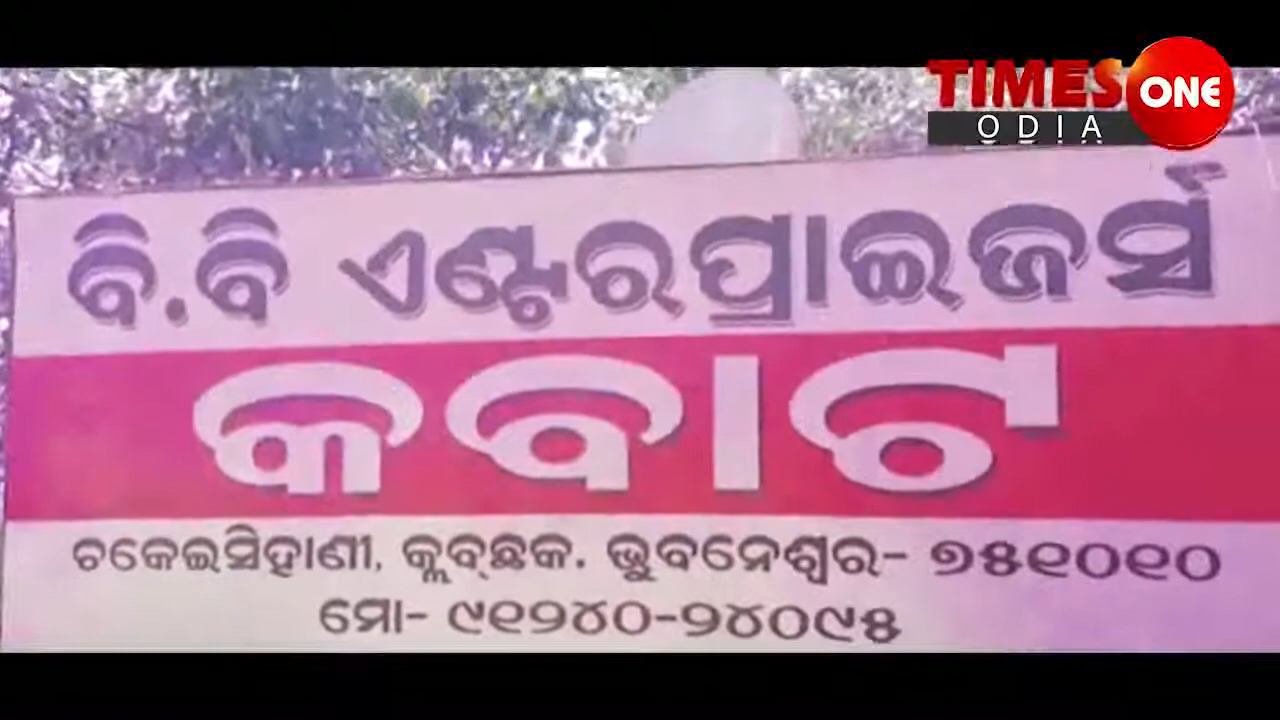 TIMES ONE
ODIA
ବି.ବି ଏଣ୍ଟରପ୍ରାଇଜର୍ସ
କବାଟ
ଚକେଇସିହାଣୀ, କ୍ଲବ୍‌ଛକ. ଭୁବନେଶ୍ୱର- ୭୫୧୦୧୦
ମୋ- ୯୧୨୪୦-୨୪୦୯୫